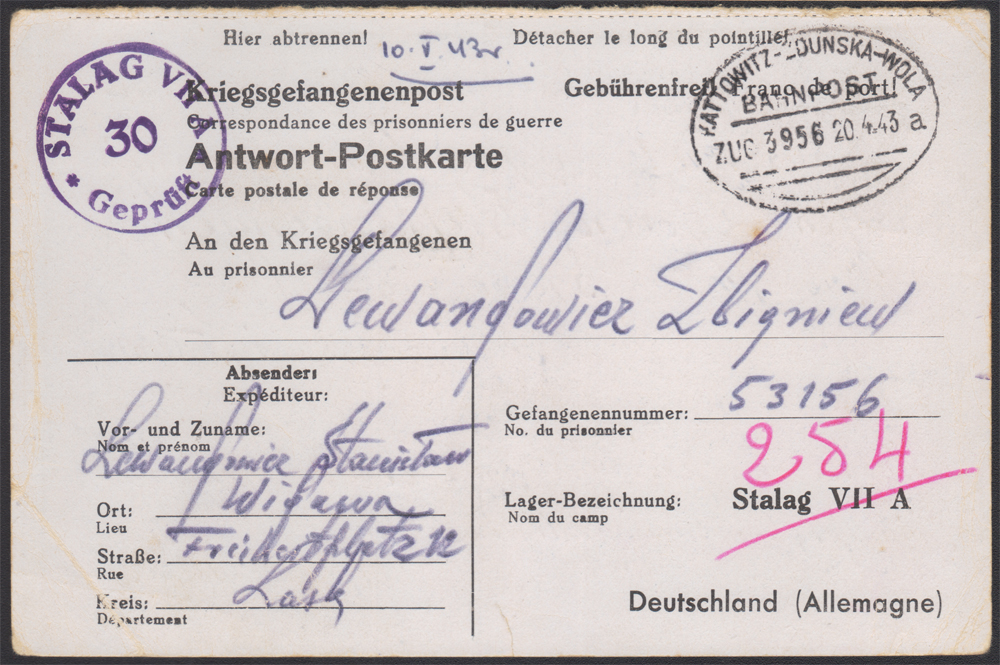 Hier abtrennen!
Détacher le long du pointillé!
10. V. 43r
STALAG VII A
30
* Geprüft
Kriegsgefangenenpost
Gebührenfrei! Franc de port!
Correspondance des prisonniers de guerre
Antwort-Postkarte
Carte postale de réponse
KATTOWITZ-ZDUNSKA-WOLA
BAHNPOST
ZUG 3956 20.4.43 a
An den Kriegsgefangenen
Au prisonnier
Lewandowicz Zbigniew
Absender:
Expéditeur:
Vor- und Zuname:
Nom et prénom
Lewandowicz Stanisław
Ort: Widawa
Lieu
Straße:
Rue
12
Kreis: Lask
Département
Gefangenennummer: 53156
No. du prisonnier
254
Lager-Bezeichnung: Stalag VII A
Nom du camp
Deutschland (Allemagne)